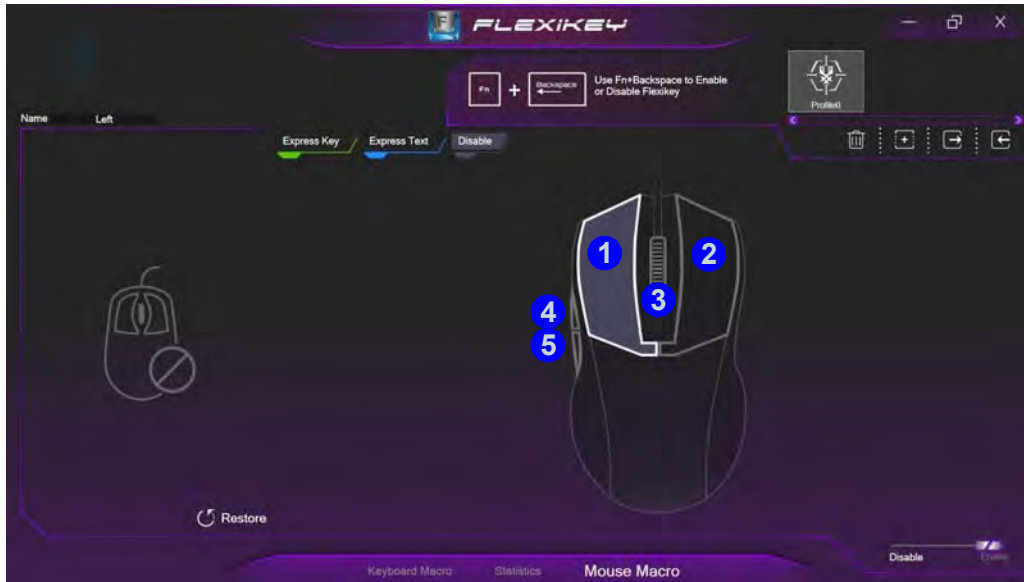 F FLEXIKEY
Fn + Backspace Use Fn+Backspace to Enable
or Disable Flexikey
Profile0
Name Left
Express Key Express Text Disable
1
2
3
4
5
Restore
Disable Enable
Keyboard Macro Statistics Mouse Macro